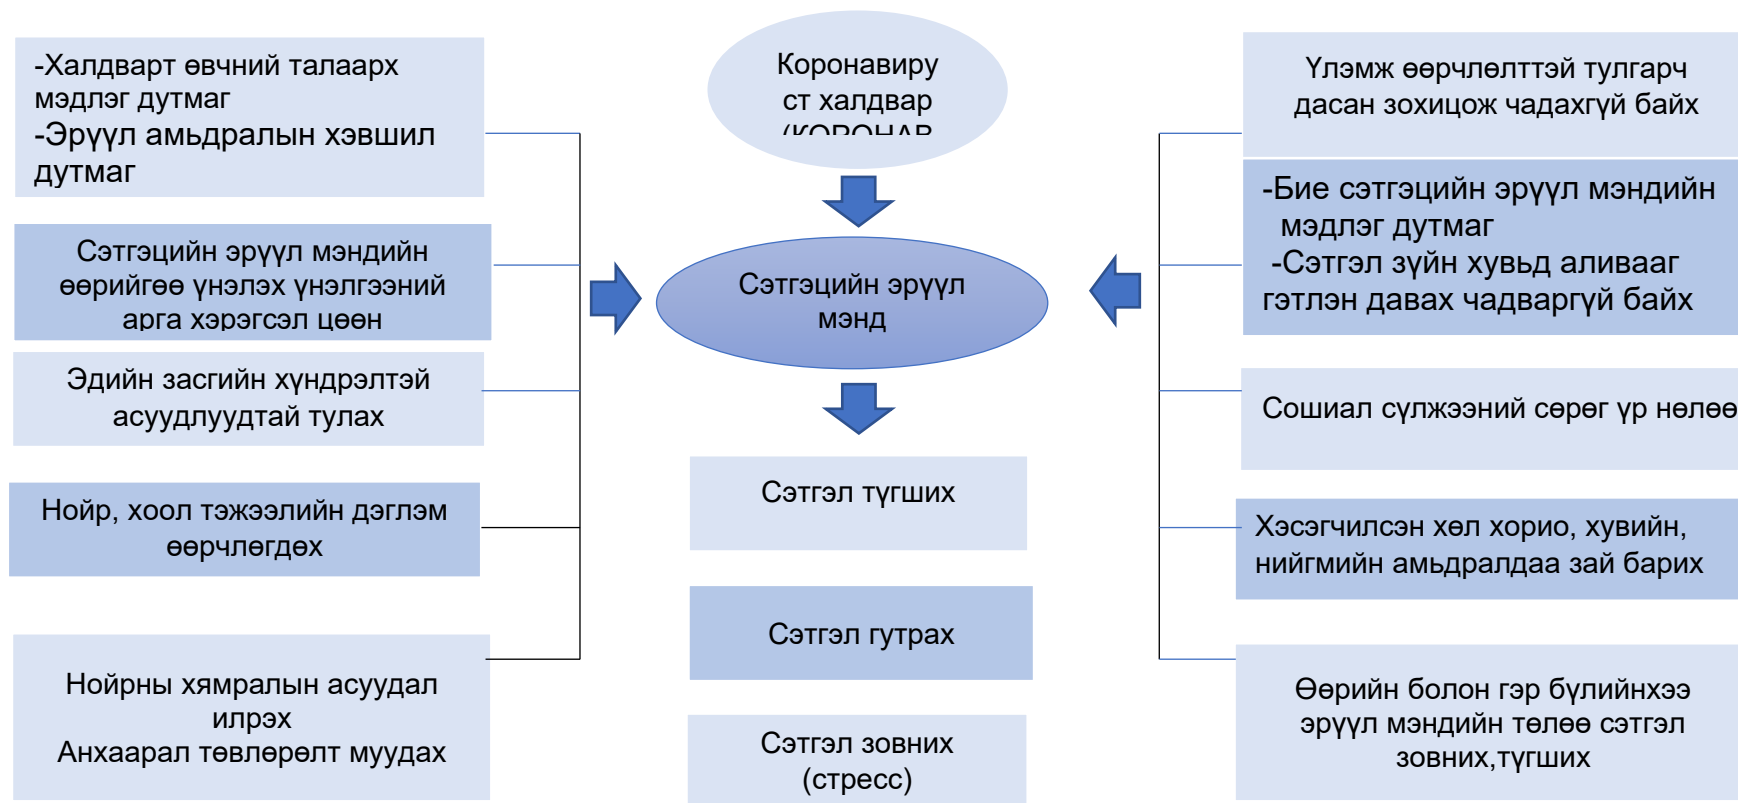 -Халдварт өвчний талаарх
мэдлэг дутмаг
-Эрүүл амьдралын хэвшил
дутмаг
Сэтгэцийн эрүүл мэндийн
өөрийгөө үнэлэх үнэлгээний
арга хэрэгсэл цөөн
Эдийн засгийн хүндрэлтэй
асуудлуудтай тулах
Нойр, хоол тэжээлийн дэглэм
өөрчлөгдөх
Нойрны хямралын асуудал
илрэх
Анхаарал төвлөрөлт муудах
Коронавиру
ст халдвар
(КОРОНАВ
Сэтгэцийн эрүүл
мэнд
Сэтгэл түгших
Сэтгэл гутрах
Сэтгэл зовних
(стресс)
Үлэмж өөрчлөлттэй тулгарч
дасан зохицож чадахгүй байх
-Бие сэтгэцийн эрүүл мэндийн
мэдлэг дутмаг
-Сэтгэл зүйн хувьд аливааг
гэтлэн давах чадваргүй байх
Сошиал сүлжээний сөрөг үр нөлөө
Хэсэгчилсэн хөл хорио, хувийн,
нийгмийн амьдралдаа зай барих
Өөрийн болон гэр бүлийнхээ
эрүүл мэндийн төлөө сэтгэл
зовних,түгших